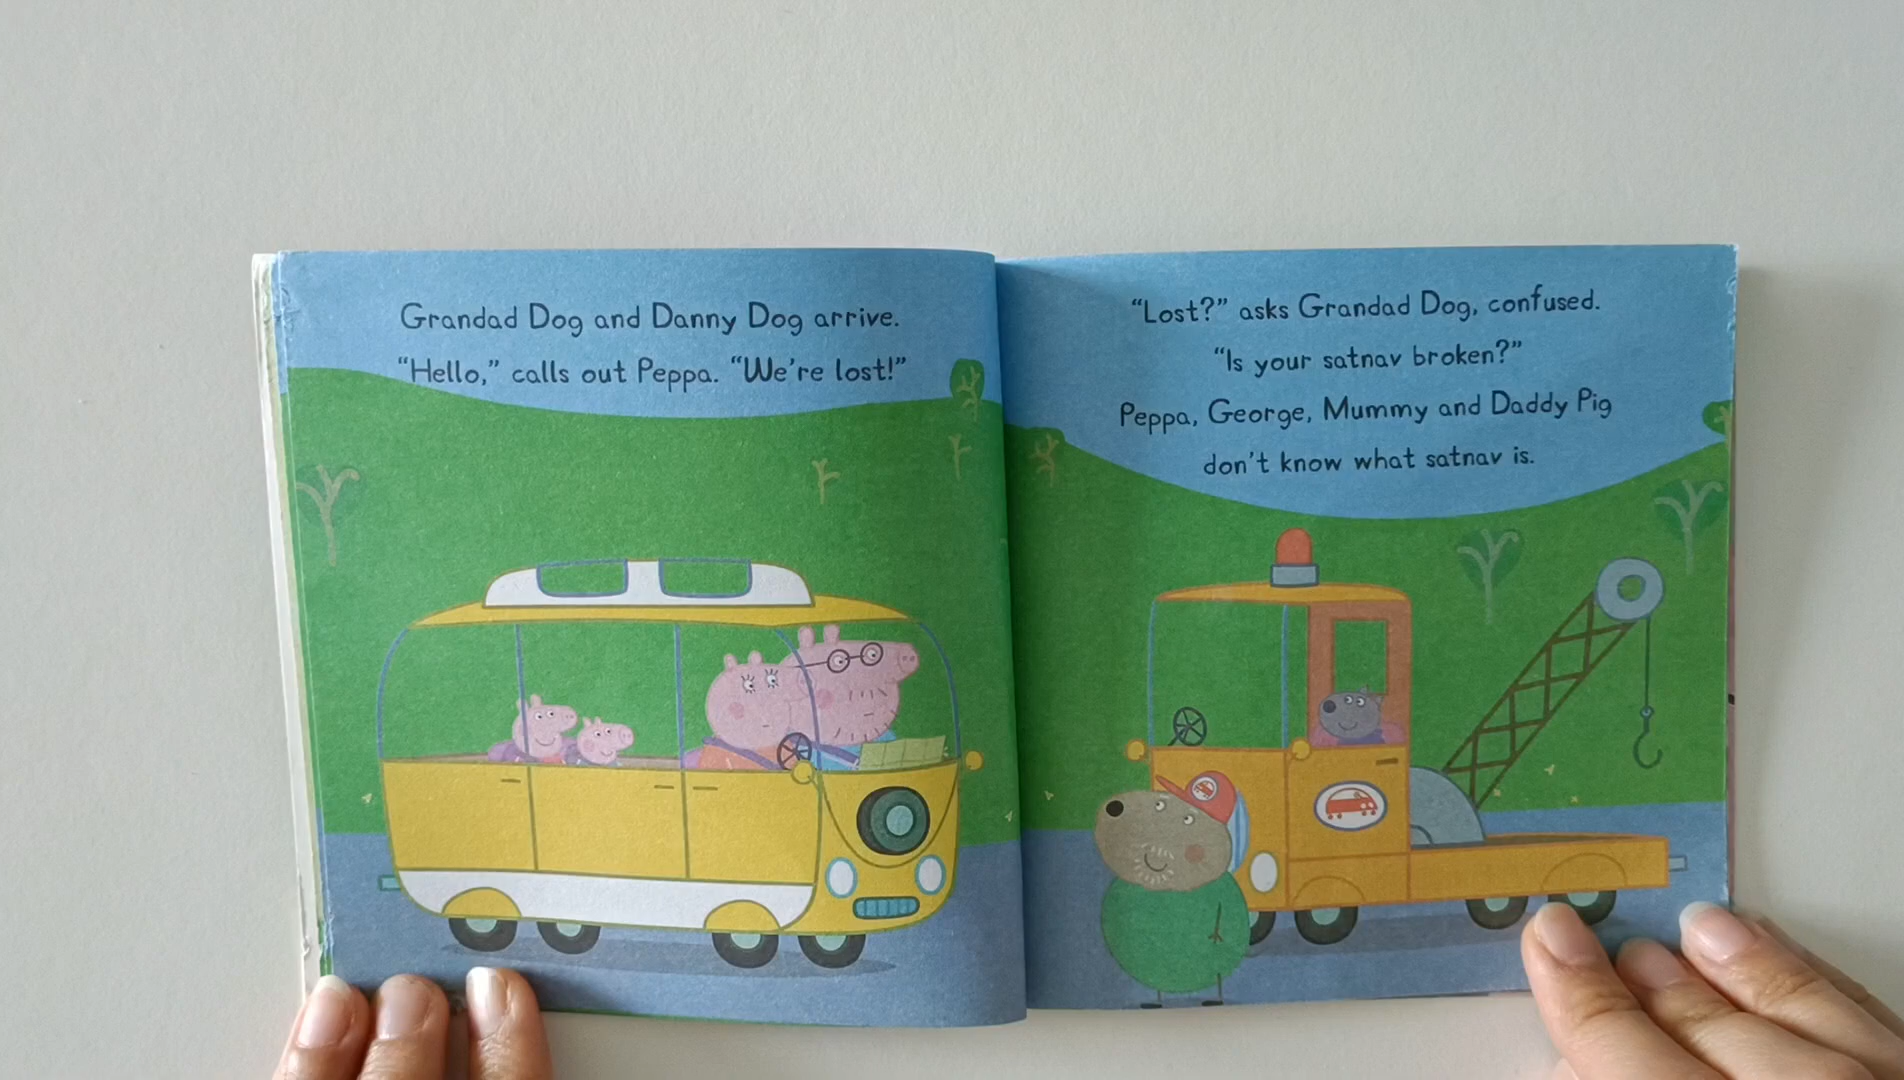 Grandad Dog and Danny Dog arrive.
“Hello,” calls out Peppa. “We’re lost!”
“Lost?” asks Grandad Dog, confused.
“Is your satnav broken?”
Peppa, George, Mummy and Daddy Pig
don’t know what satnav is.